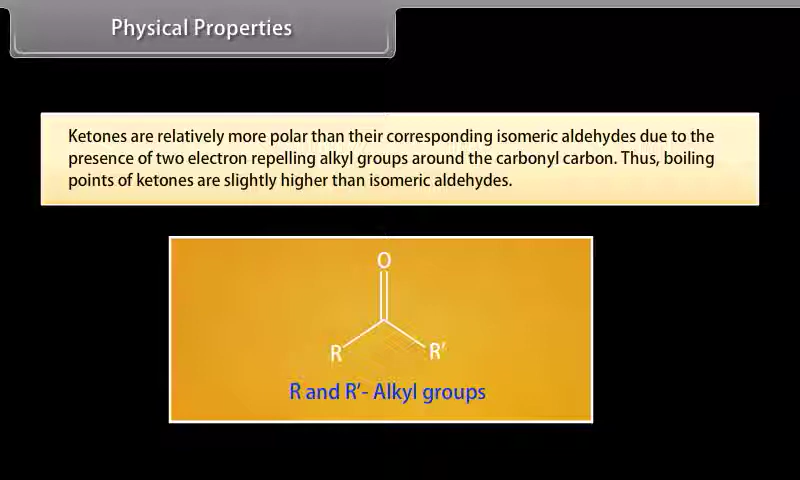 Physical Properties
Ketones are relatively more polar than their corresponding isomeric aldehydes due to the
presence of two electron repelling alkyl groups around the carbonyl carbon. Thus, boiling
points of ketones are slightly higher than isomeric aldehydes.
O
R
R'
R and R'- Alkyl groups